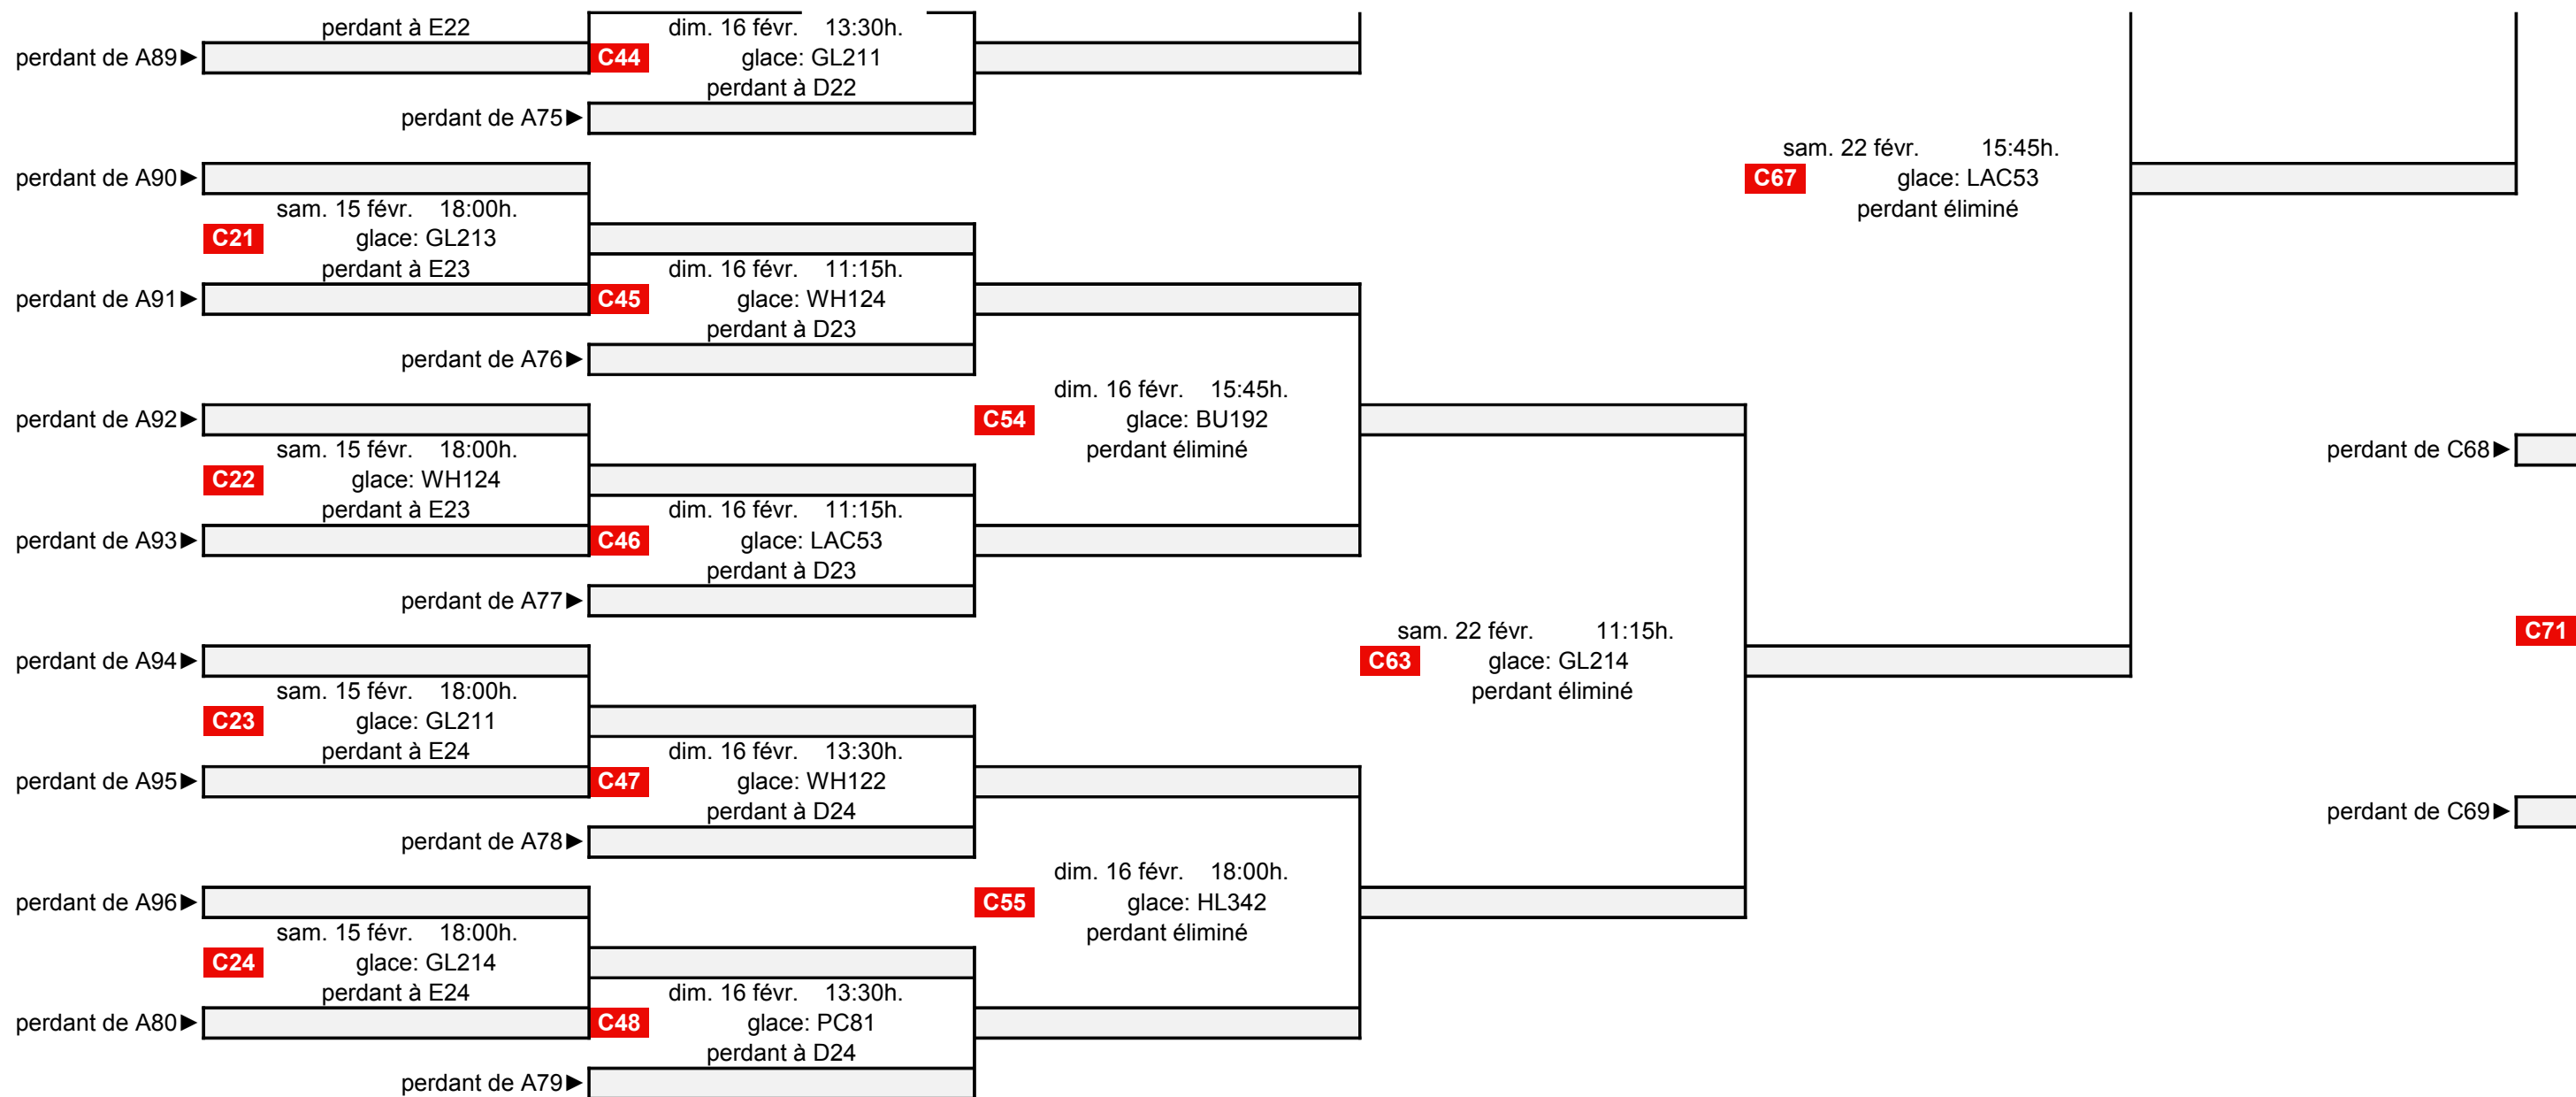 perdant à E22
dim. 16 févr. 13:30h.
perdant de A89►
C44
glace: GL211
perdant à D22
perdant de A75►
sam. 22 févr. 15:45h.
perdant de A90►
C67
glace: LAC53
sam. 15 févr. 18:00h.
perdant éliminé
C21
glace: GL213
perdant à E23
dim. 16 févr. 11:15h.
perdant de A91►
C45
glace: WH124
perdant à D23
perdant de A76►
dim. 16 févr. 15:45h.
perdant de A92►
C54
glace: BU192
sam. 15 févr. 18:00h.
perdant éliminé
perdant de C68►
C22
glace: WH124
perdant à E23
dim. 16 févr. 11:15h.
perdant de A93►
C46
glace: LAC53
perdant à D23
perdant de A77►
sam. 22 févr. 11:15h.
C71
perdant de A94►
C63
glace: GL214
sam. 15 févr. 18:00h.
perdant éliminé
C23
glace: GL211
perdant à E24
dim. 16 févr. 13:30h.
perdant de A95►
C47
glace: WH122
perdant à D24
perdant de C69►
perdant de A78►
dim. 16 févr. 18:00h.
perdant de A96►
C55
glace: HL342
sam. 15 févr. 18:00h.
perdant éliminé
C24
glace: GL214
perdant à E24
dim. 16 févr. 13:30h.
perdant de A80►
C48
glace: PC81
perdant à D24
perdant de A79►